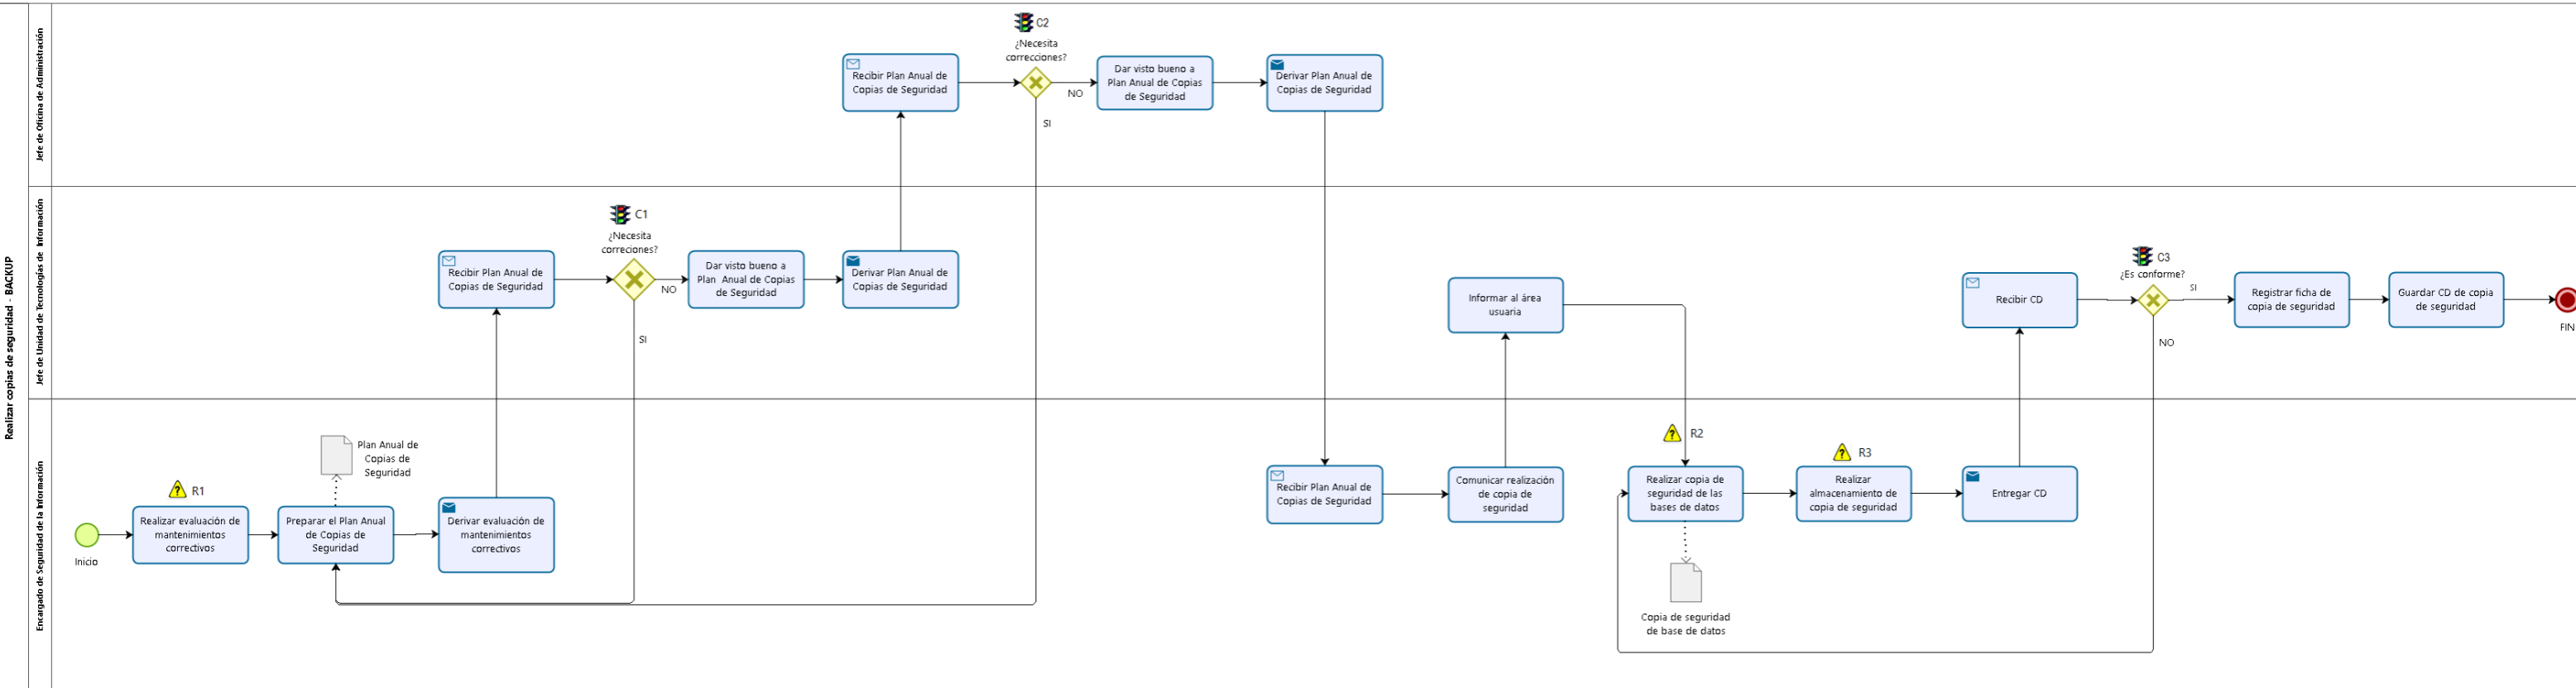 Realizar copias de seguridad - BACKUP
Jefe de Oficina de Administración
C2
¿Necesita
correcciones?
Recibir Plan Anual de
Copias de Seguridad
NO
SI
Dar visto bueno a
Plan Anual de Copias
de Seguridad
Derivar Plan Anual de
Copias de Seguridad
Jefe de Unidad de Tecnologías de Información
C1
¿Necesita
correciones?
Recibir Plan Anual de
Copias de Seguridad
NO
SI
Dar visto bueno a
Plan Anual de Copias
de Seguridad
Derivar Plan Anual de
Copias de Seguridad
Informar al área
usuaria
Recibir CD
C3
¿Es conforme?
SI
NO
Registrar ficha de
copia de seguridad
Guardar CD de copia
de seguridad
FIN
Encargado de Seguridad de la Información
Inicio
R1
Realizar evaluación de
mantenimientos
correctivos
Plan Anual de
Copias de
Seguridad
Preparar el Plan Anual
de Copias de
Seguridad
Derivar evaluación de
mantenimientos
correctivos
Recibir Plan Anual de
Copias de Seguridad
Comunicar realización
de copia de
seguridad
R2
Realizar copia de
seguridad de las
bases de datos
Copia de seguridad
de base de datos
R3
Realizar
almacenamiento de
copia de seguridad
Entregar CD